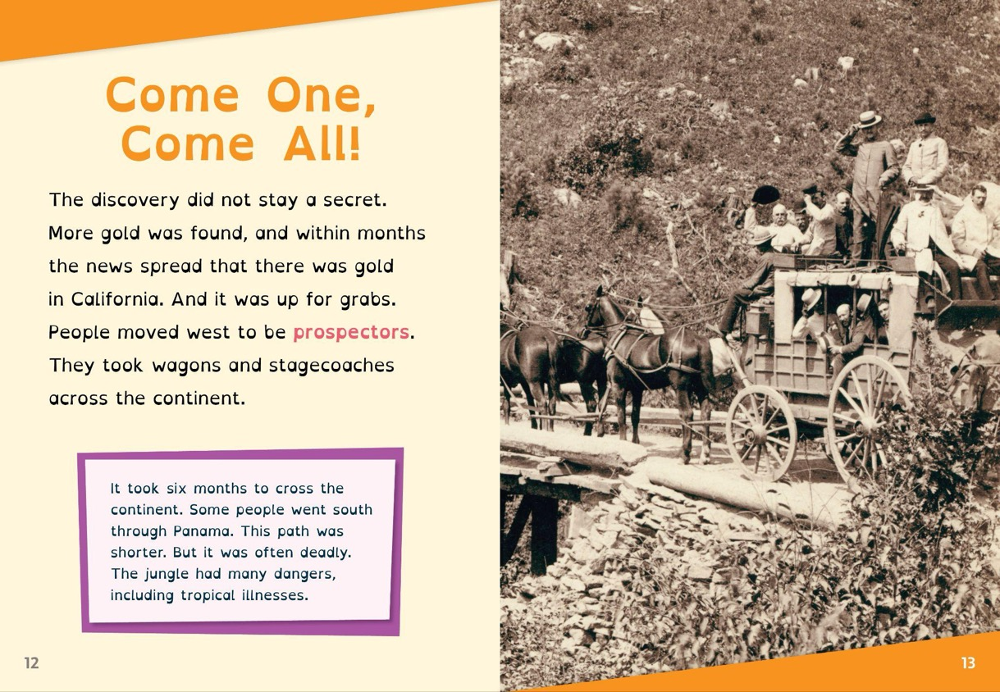 Come One,
Come All!
The discovery did not stay a secret.
More gold was found, and within months
the news spread that there was gold
in California. And it was up for grabs.
People moved west to be prospectors.
They took wagons and stagecoaches
across the continent.
It took six months to cross the
continent. Some people went south
through Panama. This path was
shorter. But it was often deadly.
The jungle had many dangers,
including tropical illnesses.
12
13